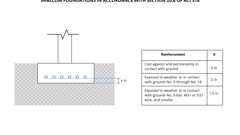 SHALLOW FOUNDATIONS IN ACCORDANCE WITH SECTION 20.6 OF ACI 318
Reinforcement
Cast against and permanently in
contact with ground
3 in
Exposed to weather or in contact
with ground No. 6 through No. 18
2 in
Exposed to weather or in contact
with ground No. 5 bar, W31 or D31
wire, and smaller
1.5 in